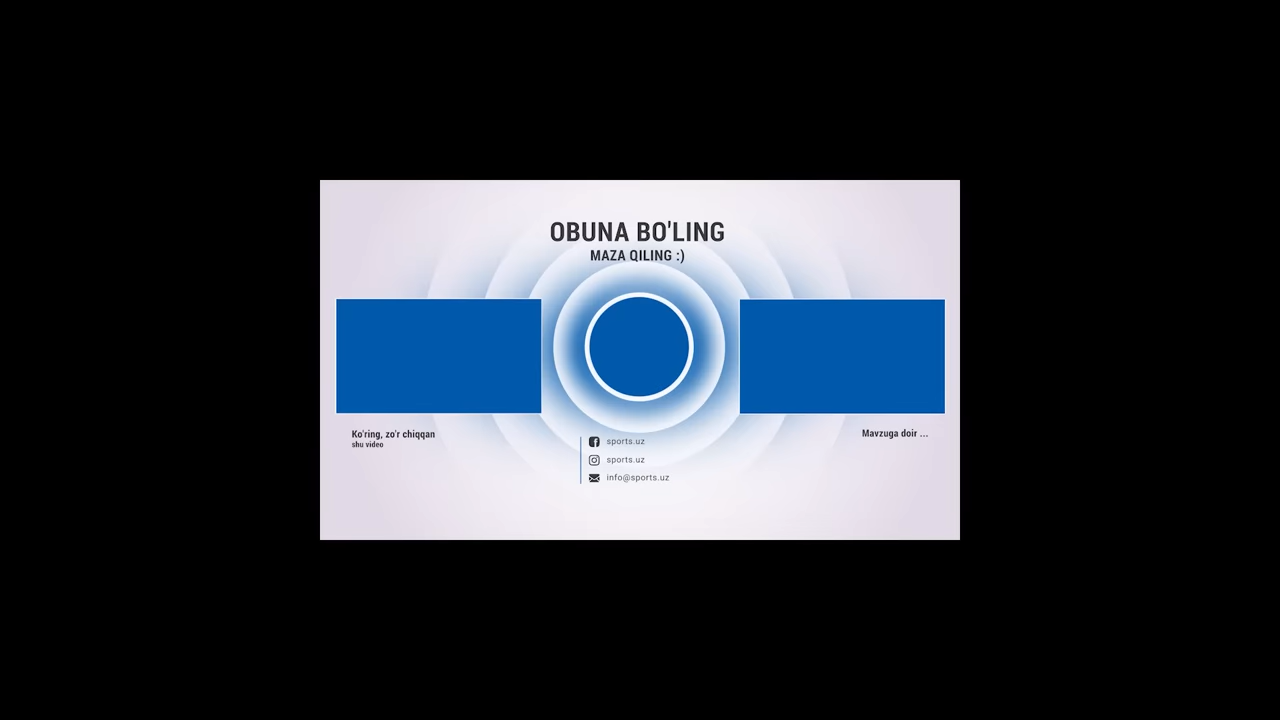 OBUNA BO'LING
MAZA QILING :)
Ko'ring, zo'r chiqqan
shu video
Mavzuga doir ...
sports.uz
sports.uz
info@sports.uz